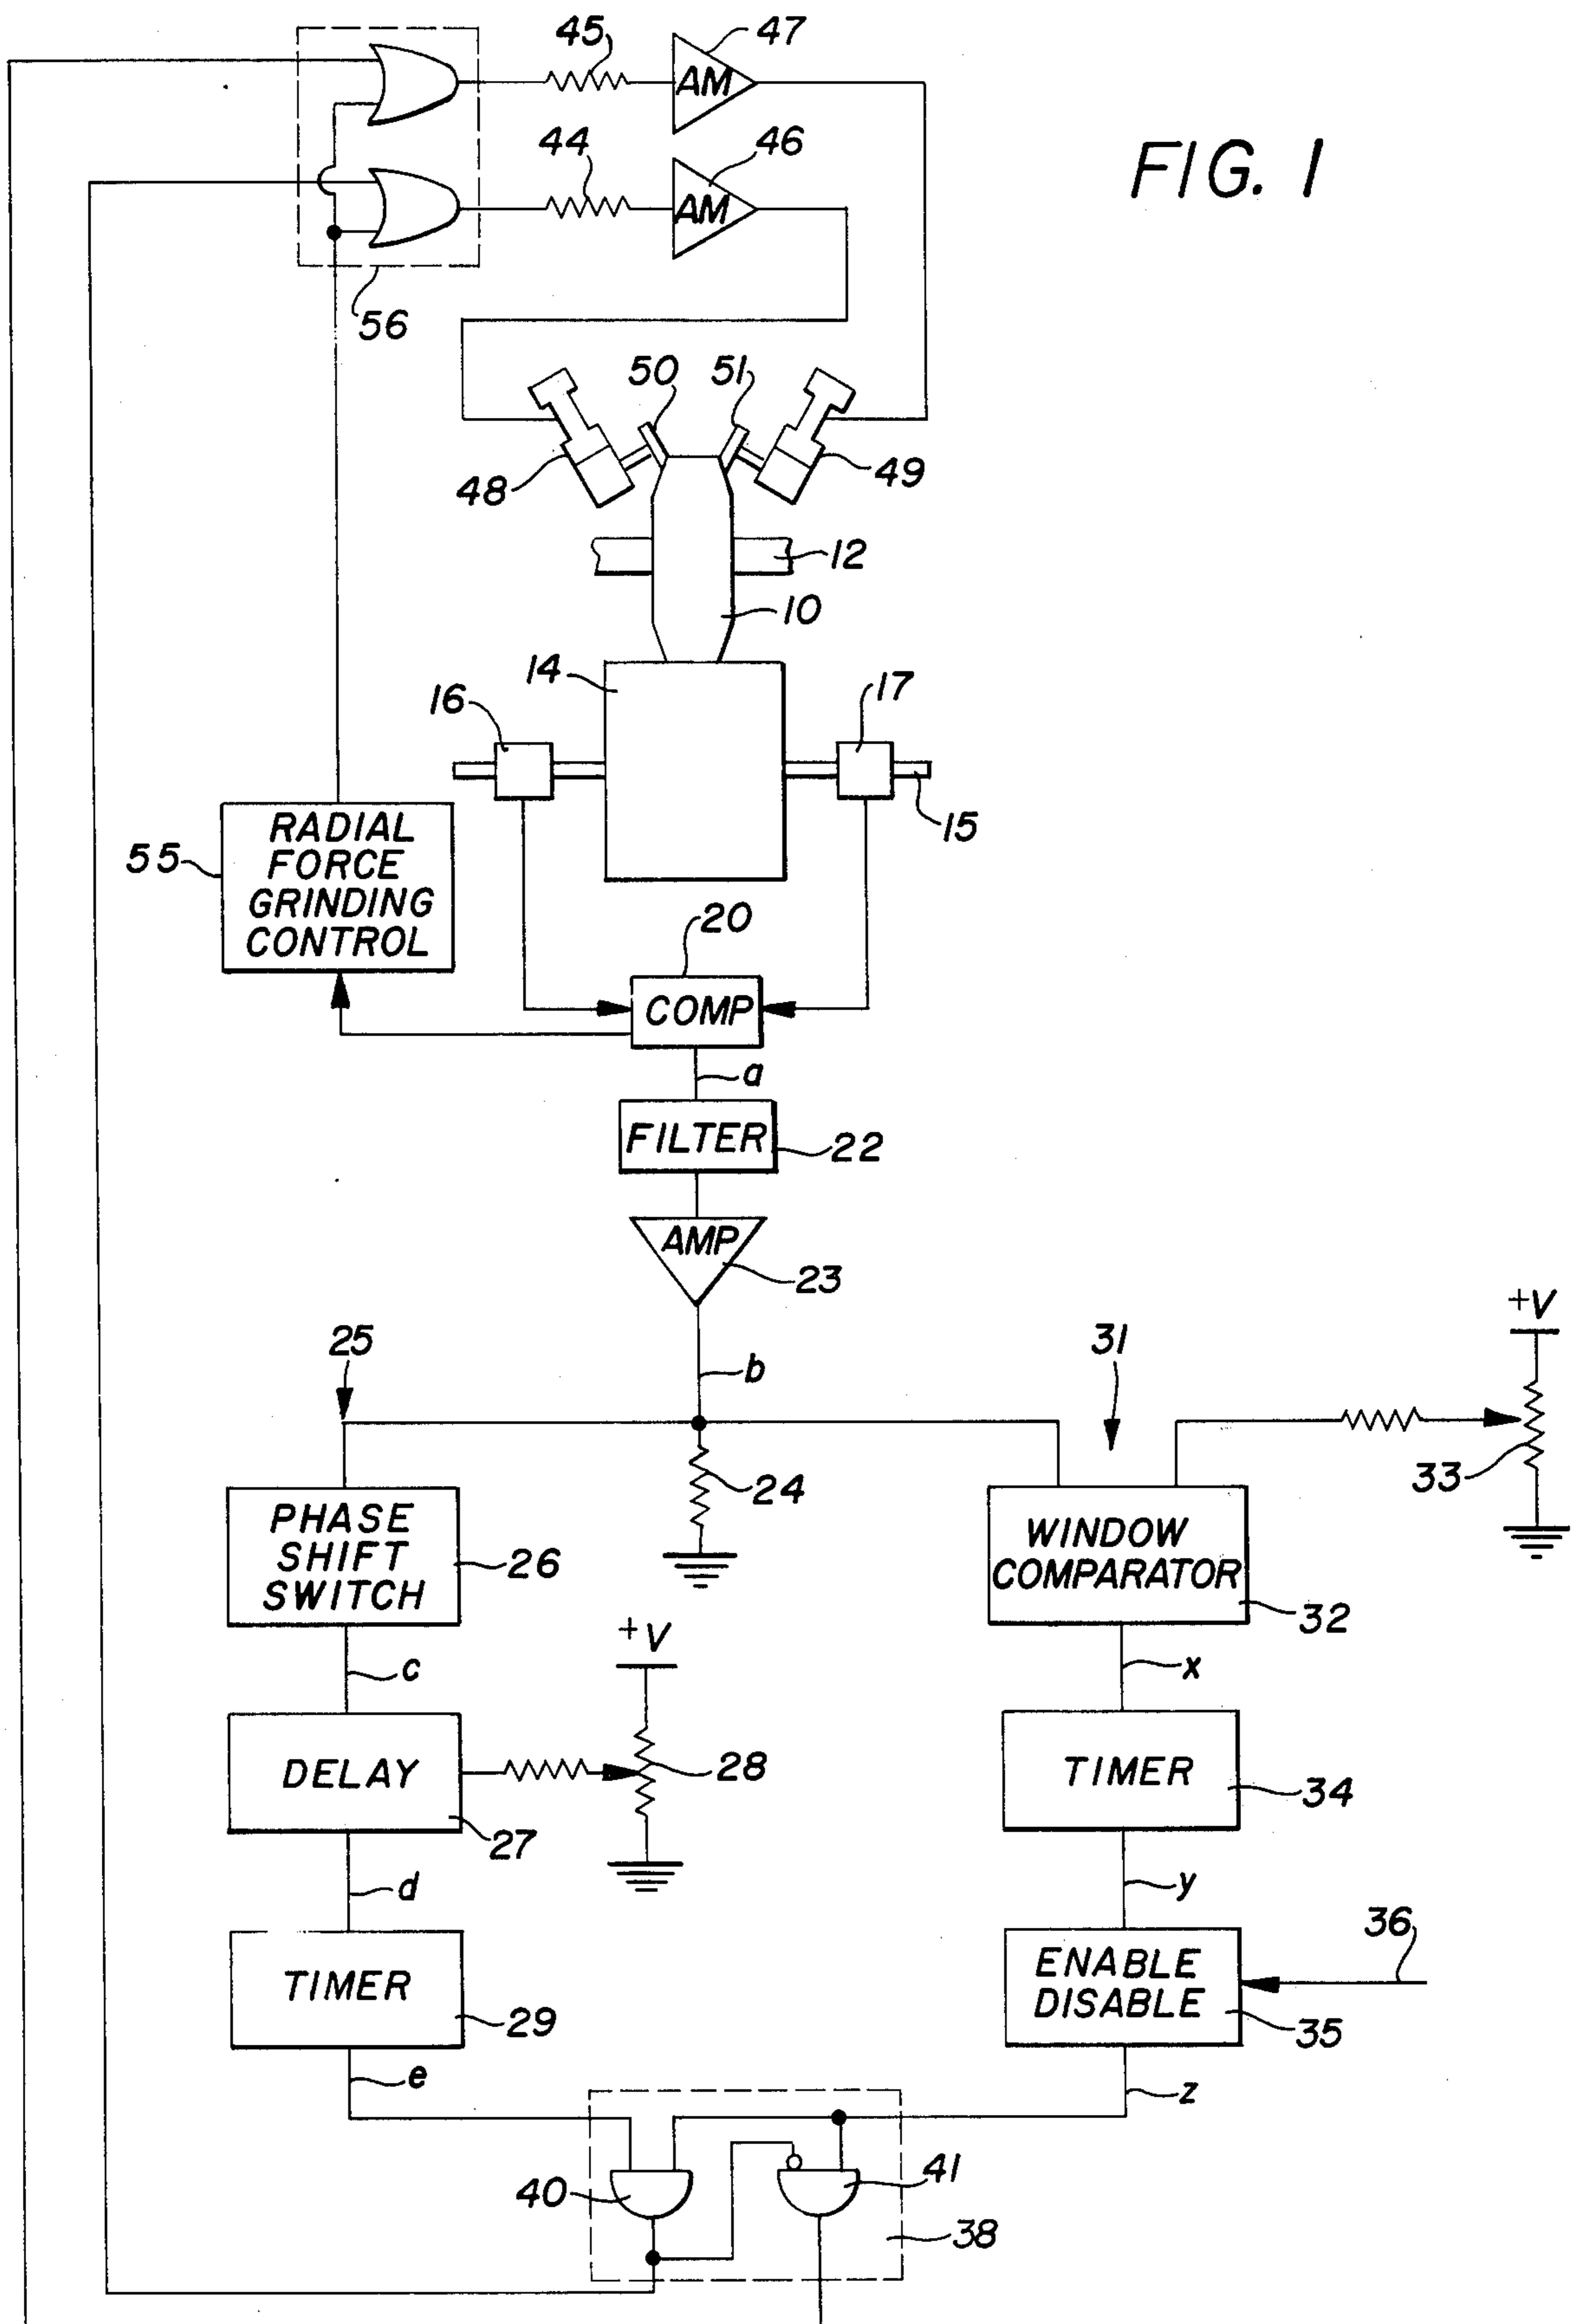 45
47
AM
44
46
AM
FIG. 1
56
50
51
48
49
12
10
14
16
17
15
55
RADIAL
FORCE
GRINDING
CONTROL
20
COMP
a
FILTER
22
AMP
23
25
b
31
+V
24
33
PHASE
SHIFT
SWITCH
26
WINDOW
COMPARATOR
32
c
+V
x
DELAY
27
28
TIMER
34
d
y
TIMER
29
ENABLE
DISABLE
36
35
e
z
40
41
38